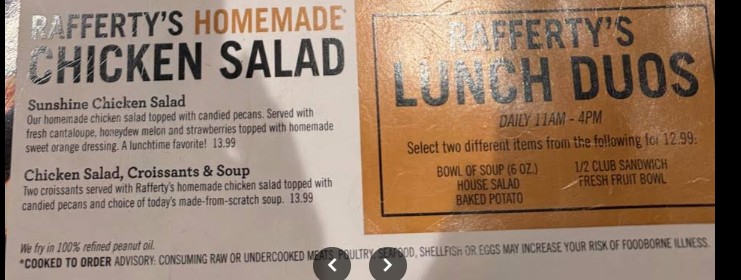 RAFFERTY'S HOMEMADE*
CHICKEN SALAD
Sunshine Chicken Salad
Our homemade chicken salad topped with candied pecans. Served with
fresh cantaloupe, honeydew melon and strawberries topped with homemade
sweet orange dressing. A lunchtime favorite! 13.99
Chicken Salad, Croissants & Soup
Two croissants served with Rafferty's homemade chicken salad topped with
candied pecans and choice of today's made-from-scratch soup. 13.99
RAFFERTY'S
LUNCH DUOS
DAILY 11AM - 4PM
Select two different items from the following for 12.99:
BOWL OF SOUP (6 OZ.)
HOUSE SALAD
BAKED POTATO
1/2 CLUB SANDWICH
FRESH FRUIT BOWL
We fry in 100% refined peanut oil.
*COOKED TO ORDER ADVISORY: CONSUMING RAW OR UNDERCOOKED MEATS, POULTRY, SEAFOOD, SHELLFISH OR EGGS MAY INCREASE YOUR RISK OF FOODBORNE ILLNESS.